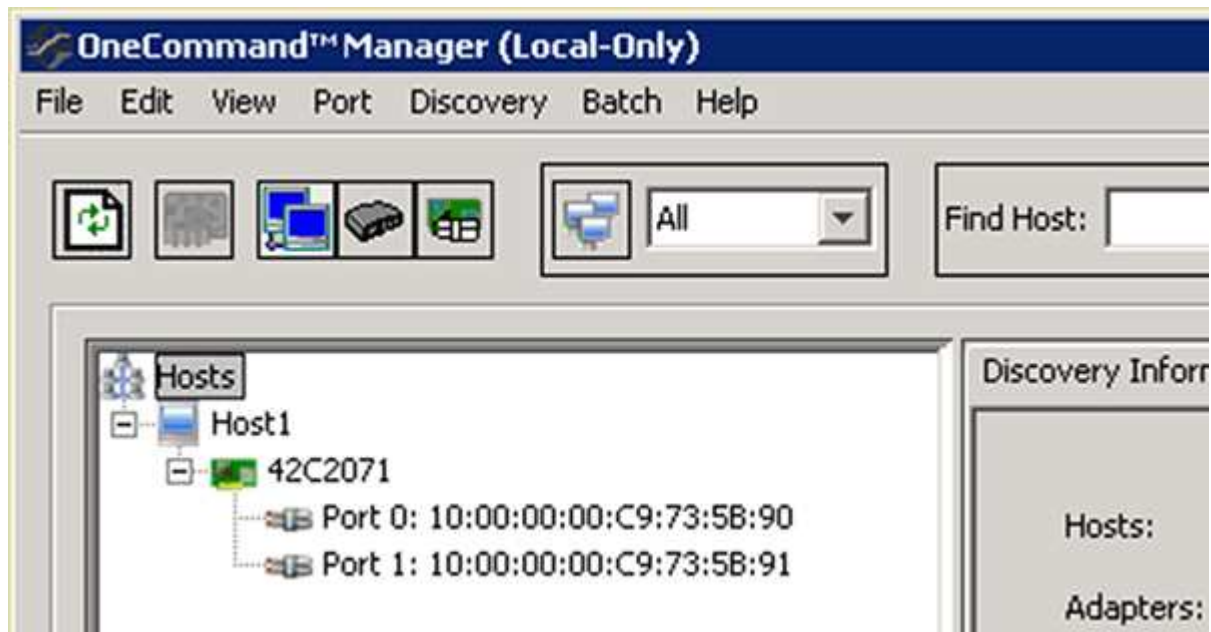 OneCommand™ Manager (Local-Only)
File Edit View Port Discovery Batch Help
All
Find Host:
Hosts
Host1
42C2071
Port 0: 10:00:00:00:C9:73:5B:90
Port 1: 10:00:00:00:C9:73:5B:91
Discovery Inform
Hosts:
Adapters: